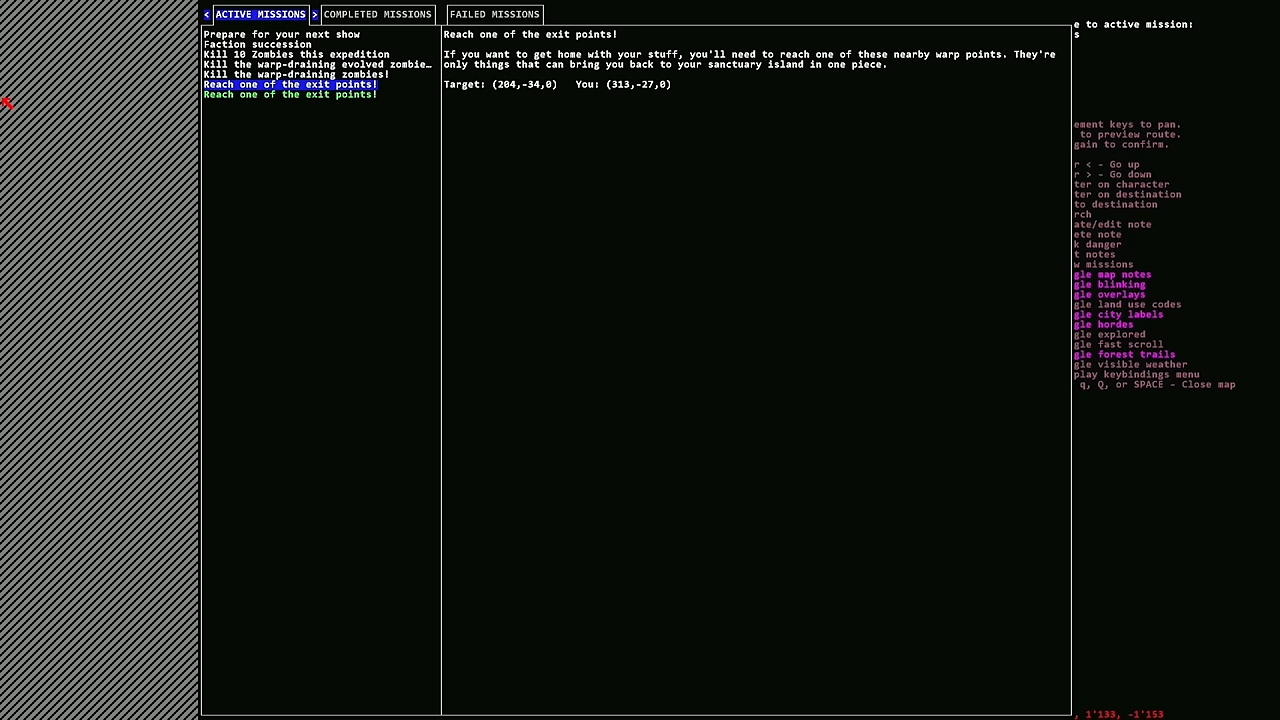 < ACTIVE MISSIONS > COMPLETED MISSIONS FAILED MISSIONS
Prepare for your next show
Faction succession
Kill 10 Zombies this expedition
Kill the warp-draining evolved zombie…
Kill the warp-draining zombies!
Reach one of the exit points!
Reach one of the exit points!
Reach one of the exit points!
If you want to get home with your stuff, you'll need to reach one of these nearby warp points. They're
only things that can bring you back to your sanctuary island in one piece.
Target: (204,-34,0) You: (313,-27,0)
e to active mission:
s
ement keys to pan.
to preview route.
gain to confirm.
r < - Go up
r > - Go down
ter on character
ter on destination
to destination
rch
ate/edit note
ete note
k danger
t notes
w missions
gle map notes
gle blinking
gle overlays
gle land use codes
gle city labels
gle hordes
gle explored
gle fast scroll
gle forest trails
gle visible weather
play keybindings menu
q, Q, or SPACE - Close map
, 1'133, -1'153